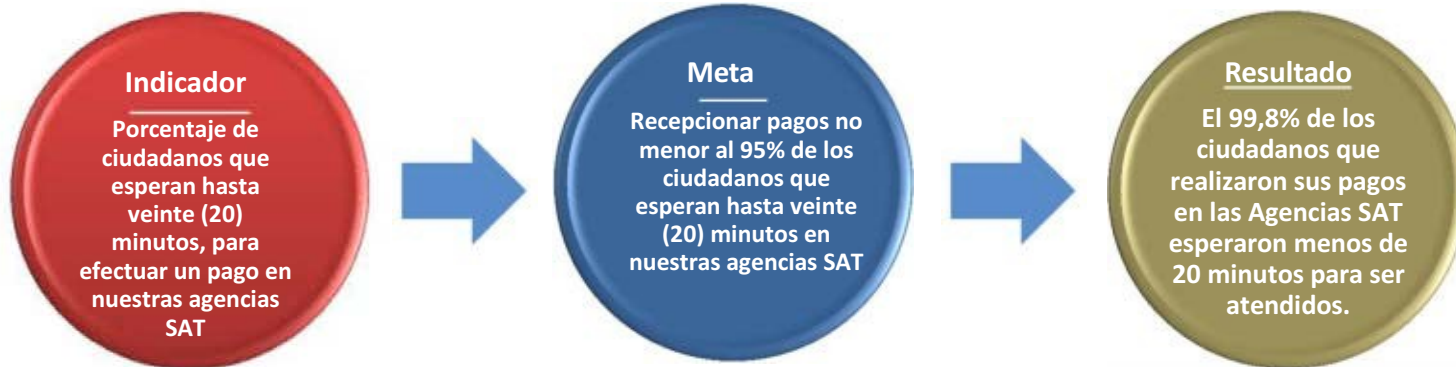 Indicador
Porcentaje de
ciudadanos que
esperan hasta
veinte (20)
minutos, para
efectuar un pago en
nuestras agencias
SAT
Meta
Recepcionar pagos no
menor al 95% de los
ciudadanos que
esperan hasta veinte
(20) minutos en
nuestras agencias SAT
Resultado
El 99,8% de los
ciudadanos que
realizaron sus pagos
en las Agencias SAT
esperaron menos de
20 minutos para ser
atendidos.